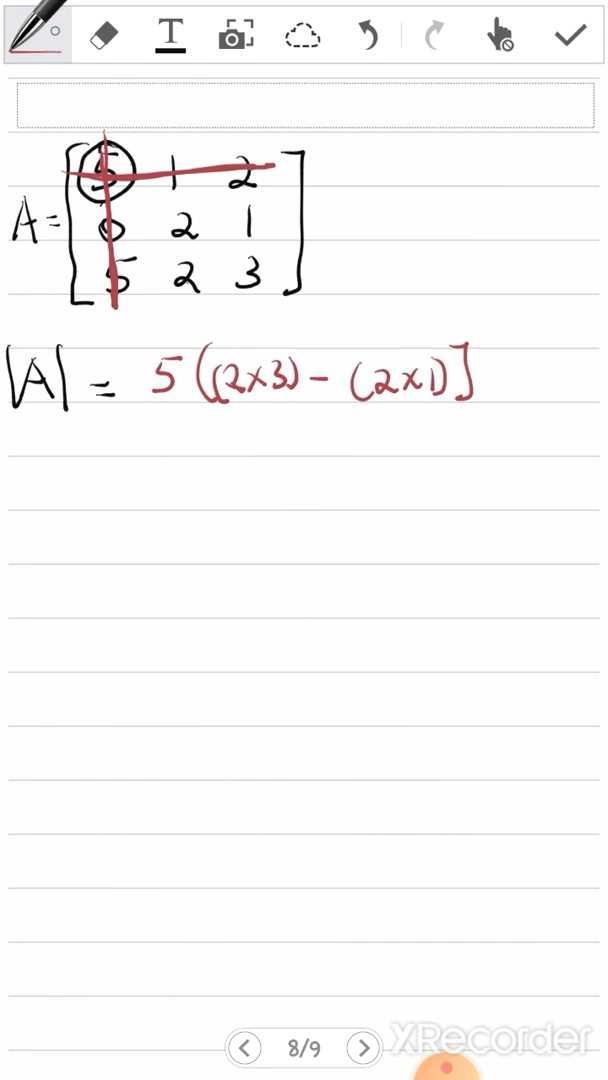 T
A = [5 1 2
0 2 1
5 2 3]
|A| = 5((2×3) - (2×1)]
8/9
XRecorder